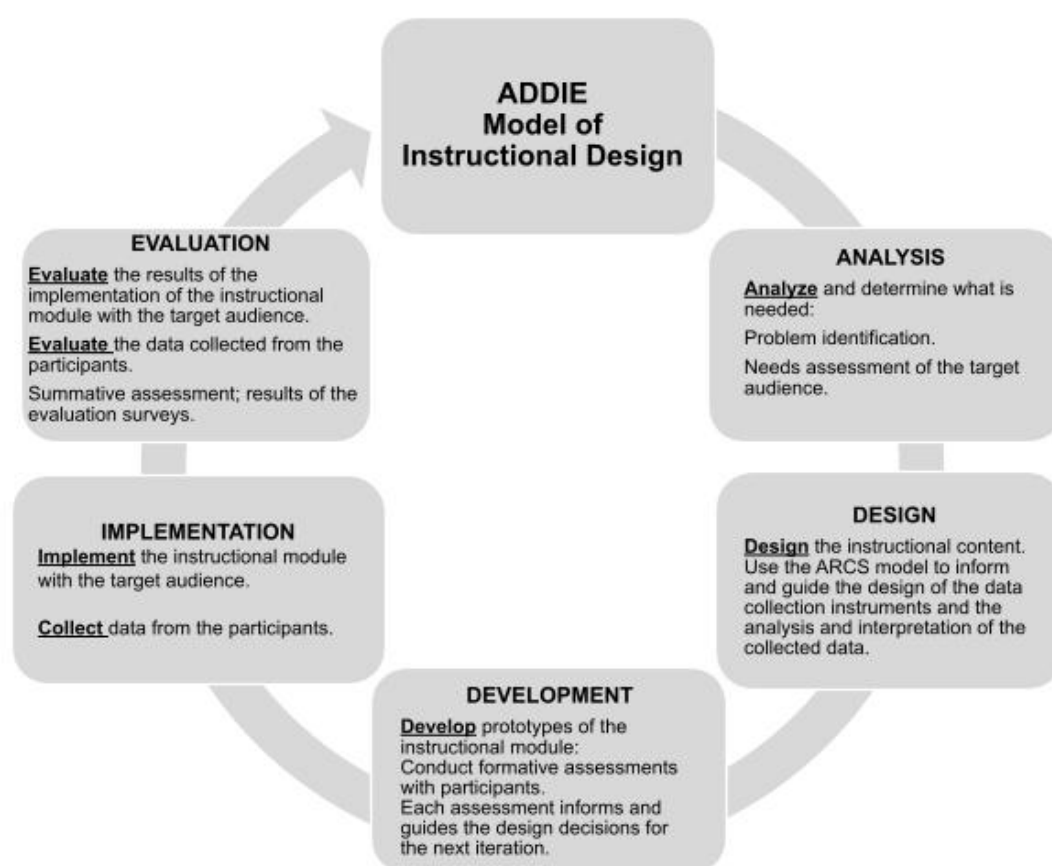 ADDIE
Model of
Instructional Design
ANALYSIS
Analyze and determine what is
needed:
Problem identification.
Needs assessment of the target
audience.
DESIGN
Design the instructional content.
Use the ARCS model to inform
and guide the design of the data
collection instruments and the
analysis and interpretation of the
collected data.
DEVELOPMENT
Develop prototypes of the
instructional module:
Conduct formative assessments
with participants.
Each assessment informs and
guides the design decisions for
the next iteration.
IMPLEMENTATION
Implement the instructional module
with the target audience.
Collect data from the participants.
EVALUATION
Evaluate the results of the
implementation of the instructional
module with the target audience.
Evaluate the data collected from the
participants.
Summative assessment; results of the
evaluation surveys.